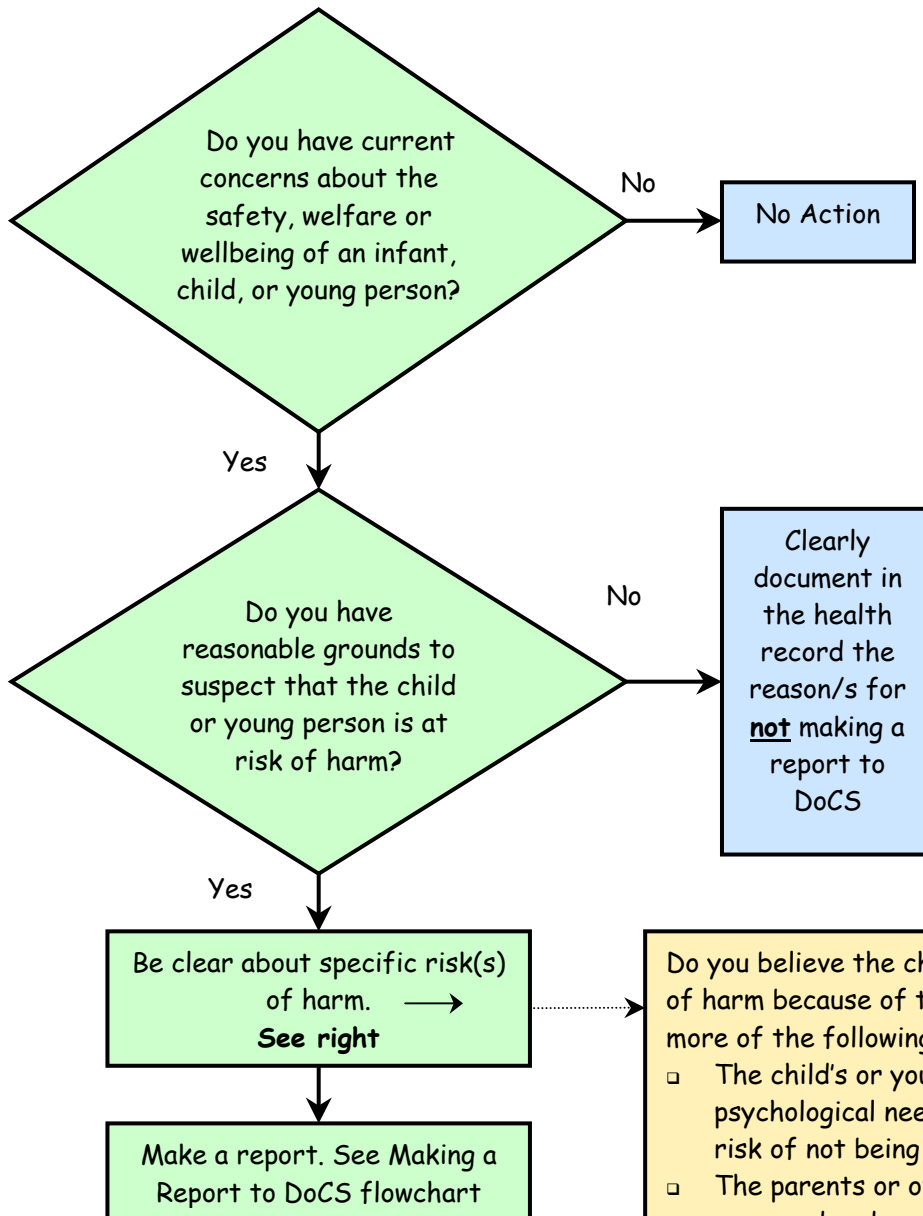 Do you have current
concerns about the
safety, welfare or
wellbeing of an infant,
child, or young person?
No
No Action
Yes
Do you have
reasonable grounds to
suspect that the child
or young person is at
risk of harm?
No
Clearly
document in
the health
record the
reason/s for
not making a
report to
DoCS
Yes
Be clear about specific risk(s)
of harm.
See right
Make a report. See Making a
Report to DoCS flowchart
Do you believe the
of harm because of
more of the following
The child's or
psychological
risk of not being
The parents or